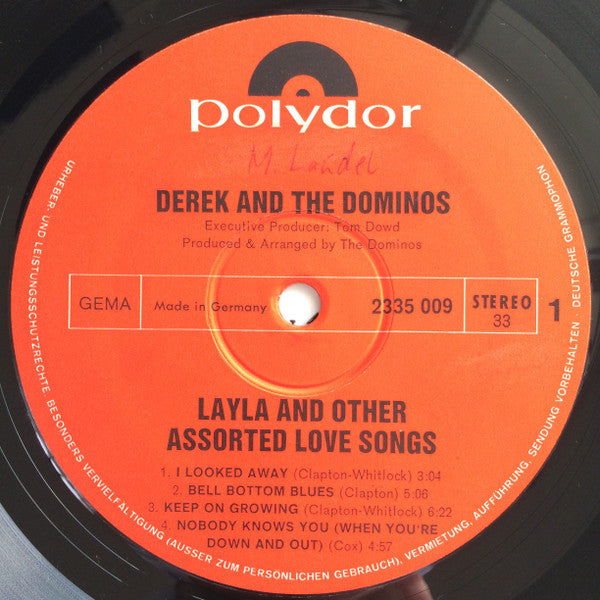 polydor
M. Landel
DEREK AND THE DOMINOS
Executive Producer: Tom Dowd
Produced & Arranged by The Dominos
GEMA
Made in Germany
2335 009
STEREO
33
1
LAYLA AND OTHER
ASSORTED LOVE SONGS
1. I LOOKED AWAY (Clapton-Whitlock) 3:04
2. BELL BOTTOM BLUES (Clapton) 5:06
3. KEEP ON GROWING (Clapton-Whitlock) 6:22
4. NOBODY KNOWS YOU (WHEN YOU'RE
DOWN AND OUT) (Cox) 4:57
URHEBER- UND LEISTUNGSSCHUTZRECHTE, BESONDERS VERVIELFÄLTIGUNG (AUSSER ZUM PERSÖNLICHEN GEBRAUCH), VERMIETUNG, AUFFÜHRUNG, SENDUNG VORBEHALTEN · DEUTSCHE GRAMMOPHON